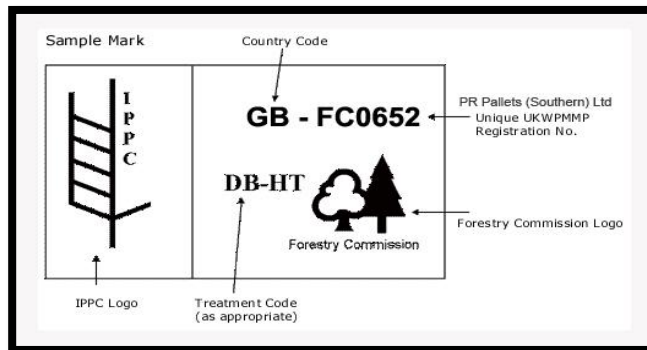 Sample Mark
Country Code
I
P
P
C
GB - FC0652
PR Pallets (Southern) Ltd
Unique UKWPMMP
Registration No.
DB-HT
Forestry Commission
Forestry Commission Logo
IPPC Logo
Treatment Code
(as appropriate)